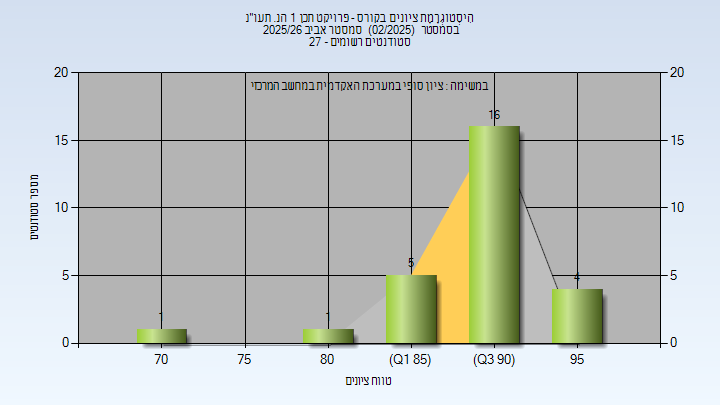 היסטוגרמת ציונים בקורס - פרויקט תכן 1 הנ. תעו"נ
בסמסטר (02/2025) סמסטר אביב 2025/26
סטודנטים רשומים - 27
במשימה : ציון סופי במערכת האקדמית במחשב המרכזי
20
15
10
5
0
20
15
10
5
0
מספר סטודנטים
1
1
5
16
4
70
75
80
(Q1 85)
(Q3 90)
95
טווח ציונים